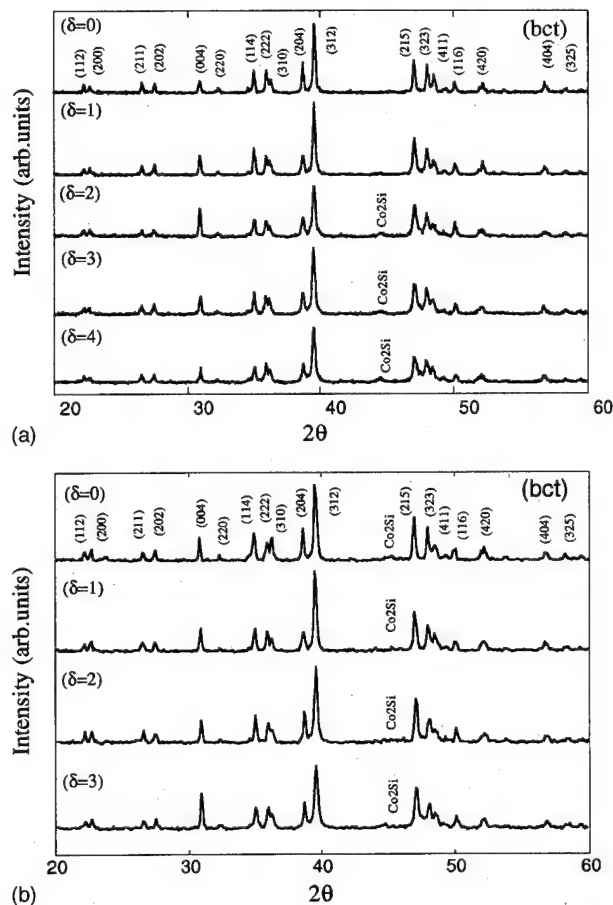 (δ=0)
(bct)
(112)
(200)
(211)
(202)
(004)
(220)
(114)
(222)
(310)
(204)
(312)
(215)
(323)
(411)
(116)
(420)
(404)
(325)
(δ=1)
(δ=2)
Co2Si
(δ=3)
Co2Si
(δ=4)
Co2Si
Intensity (arb.units)
20 30 40 50 60
(a)
2θ
(δ=0)
(bct)
(112)
(200)
(211)
(202)
(004)
(220)
(114)
(222)
(310)
(204)
(312)
Co2Si
(215)
(323)
(411)
(116)
(420)
(404)
(325)
(δ=1)
Co2Si
(δ=2)
Co2Si
(δ=3)
Co2Si
Intensity (arb.units)
20 30 40 50 60
(b)
2θ